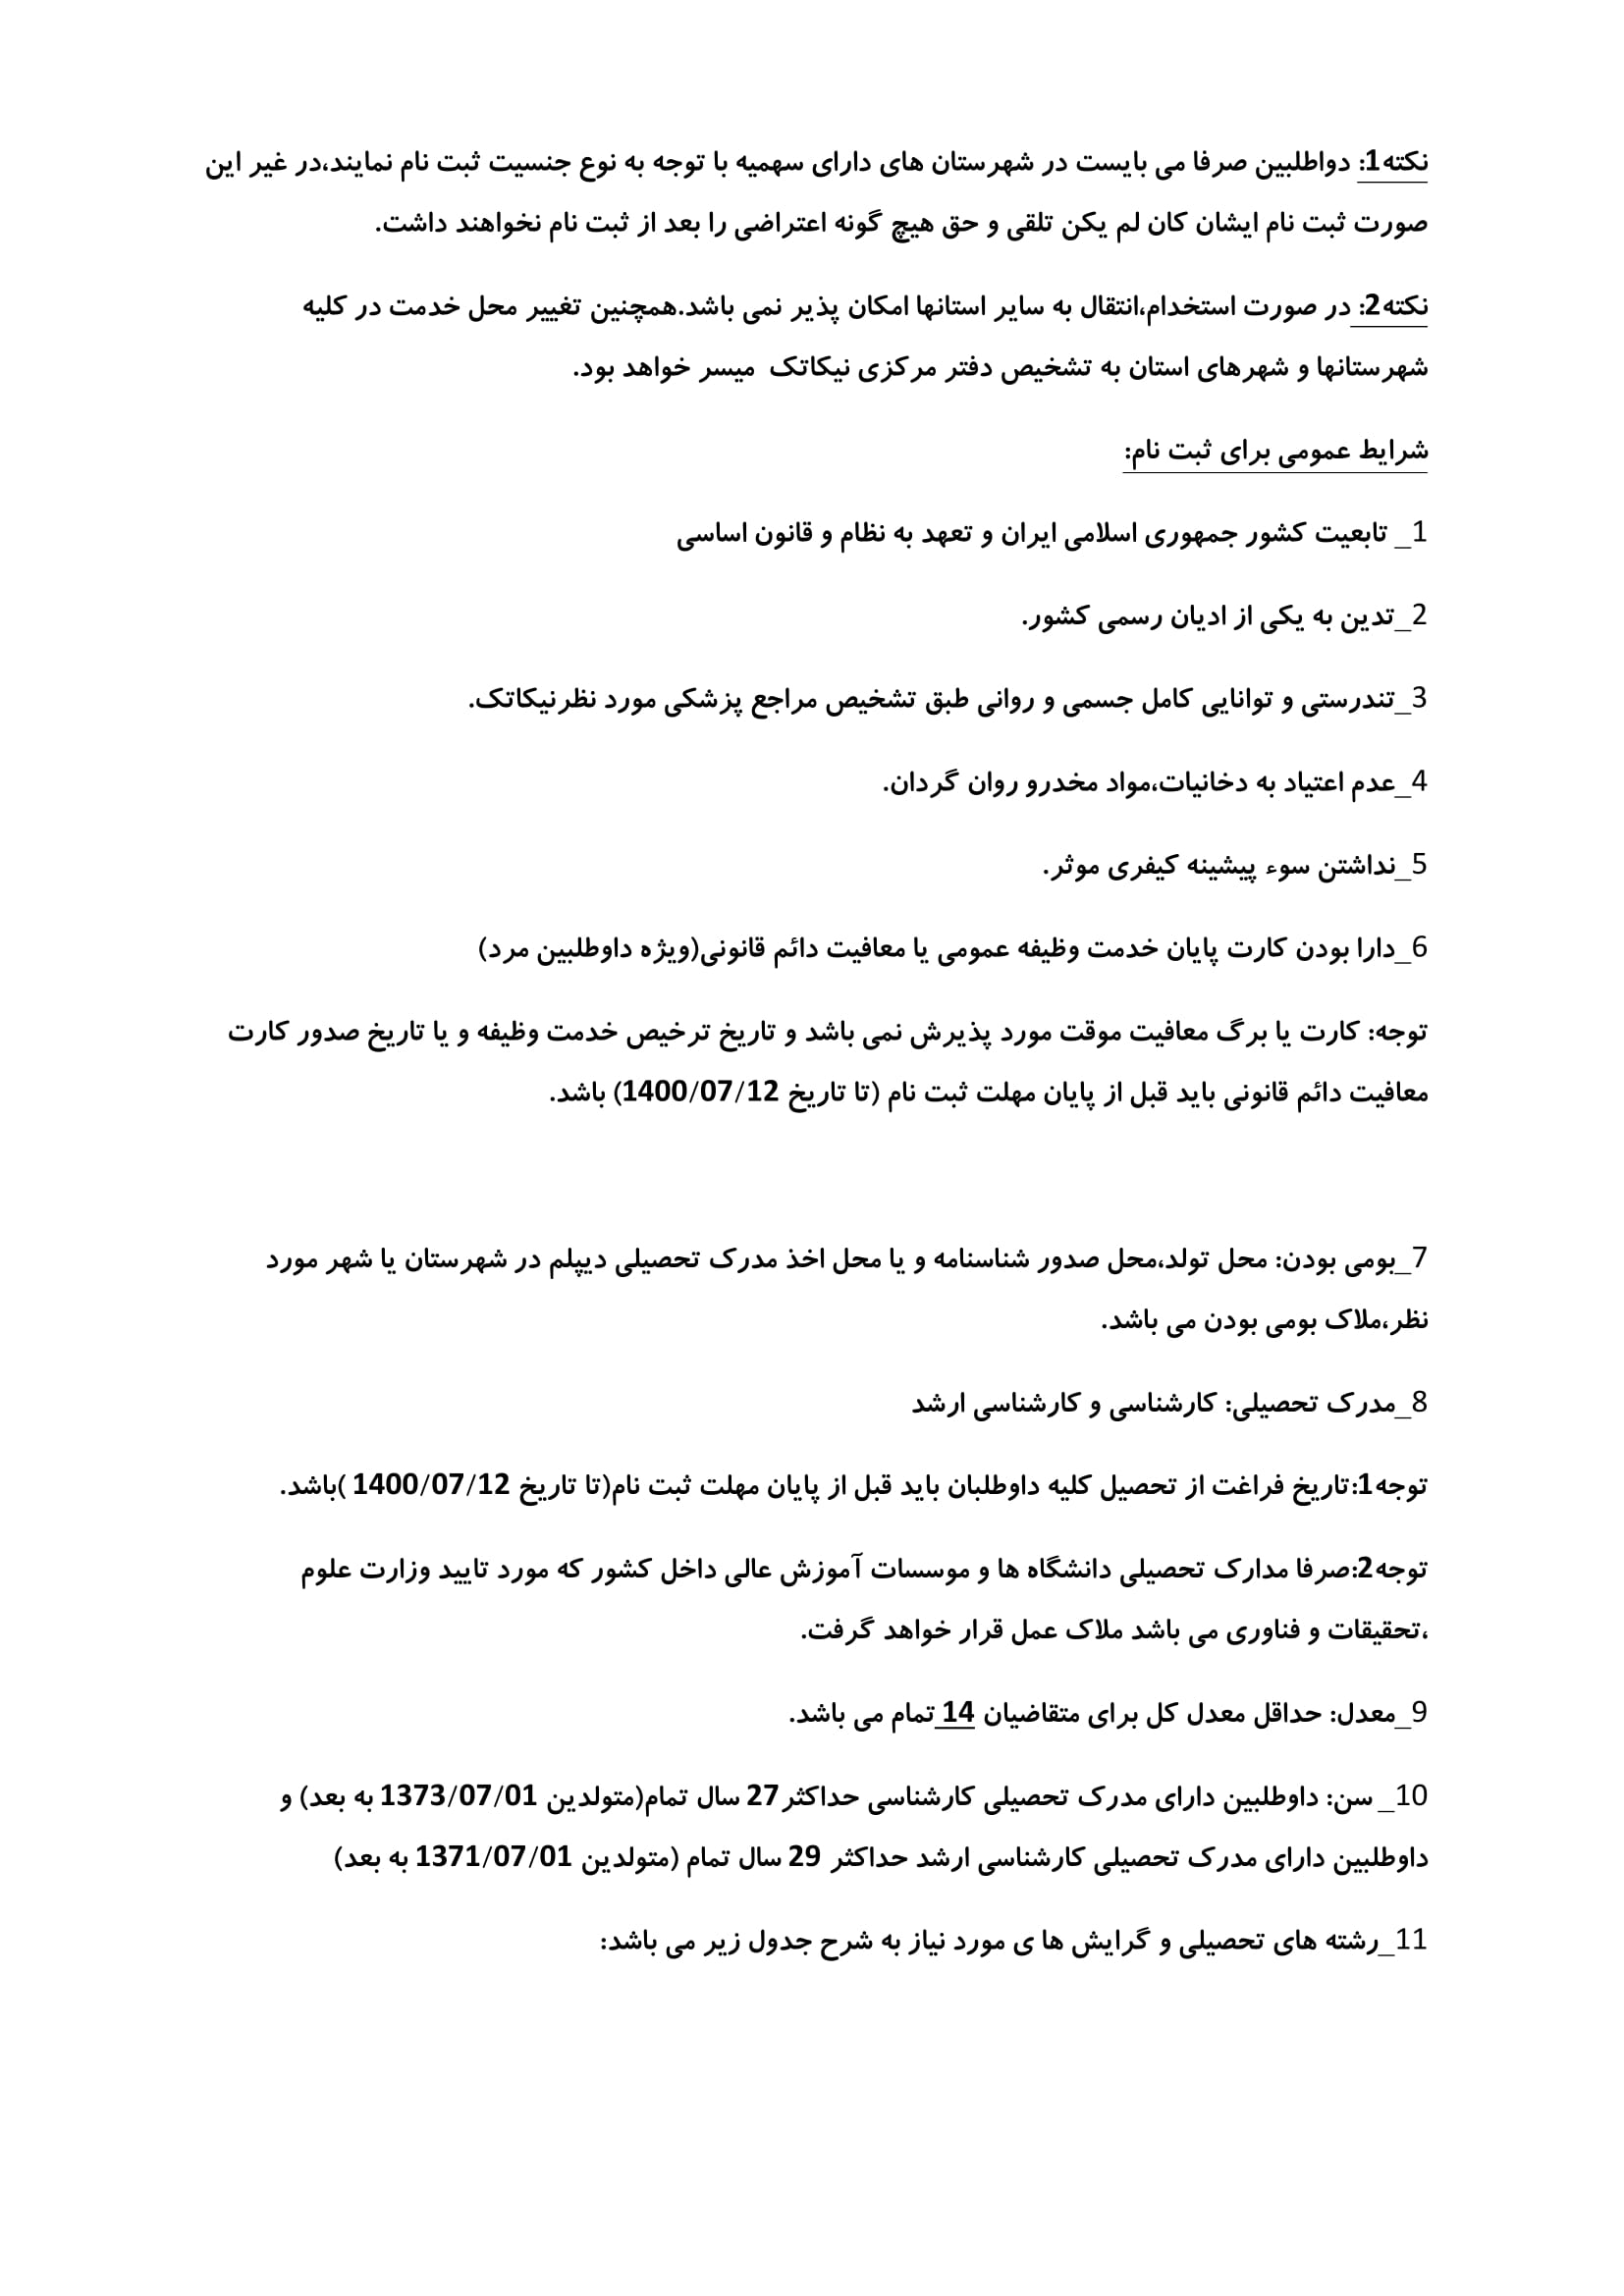 نکته1: دواطلبین صرفا می بایست در شهرستان های دارای سهمیه با توجه به نوع جنسیت ثبت نام نمایند،در غیر این
صورت ثبت نام ایشان کان لم یکن تلقی و حق هیچ گونه اعتراضی را بعد از ثبت نام نخواهند داشت.
نکته2: در صورت استخدام،انتقال به سایر استانها امکان پذیر نمی باشد.همچنین تغییر محل خدمت در کلیه
شهرستانها و شهرهای استان به تشخیص دفتر مرکزی نیکاتک میسر خواهد بود.
شرایط عمومی برای ثبت نام:
1_ تابعیت کشور جمهوری اسلامی ایران و تعهد به نظام و قانون اساسی
2_تدین به یکی از ادیان رسمی کشور.
3_تندرستی و توانایی کامل جسمی و روانی طبق تشخیص مراجع پزشکی مورد نظرنیکاتک.
4_عدم اعتیاد به دخانیات،مواد مخدرو روان گردان.
5_نداشتن سوء پیشینه کیفری موثر.
6_دارا بودن کارت پایان خدمت وظیفه عمومی یا معافیت دائم قانونی(ویژه داوطلبین مرد)
توجه: کارت یا برگ معافیت موقت مورد پذیرش نمی باشد و تاریخ ترخیص خدمت وظیفه و یا تاریخ صدور کارت
معافیت دائم قانونی باید قبل از پایان مهلت ثبت نام (تا تاریخ 1400/07/12) باشد.
7_بومی بودن: محل تولد،محل صدور شناسنامه و یا محل اخذ مدرک تحصیلی دیپلم در شهرستان یا شهر مورد
نظر،ملاک بومی بودن می باشد.
8_مدرک تحصیلی: کارشناسی و کارشناسی ارشد
توجه1:تاریخ فراغت از تحصیل کلیه داوطلبان باید قبل از پایان مهلت ثبت نام(تا تاریخ 1400/07/12 )باشد.
توجه2:صرفا مدارک تحصیلی دانشگاه ها و موسسات آموزش عالی داخل کشور که مورد تایید وزارت علوم
،تحقیقات و فناوری می باشد ملاک عمل قرار خواهد گرفت.
9_معدل: حداقل معدل کل برای متقاضیان 14 تمام می باشد.
10_ سن: داوطلبین دارای مدرک تحصیلی کارشناسی حداکثر27 سال تمام(متولدین 1373/07/01 به بعد) و
داوطلبین دارای مدرک تحصیلی کارشناسی ارشد حداکثر 29 سال تمام (متولدین 1371/07/01 به بعد)
11_رشته های تحصیلی و گرایش ها ی مورد نیاز به شرح جدول زیر می باشد: